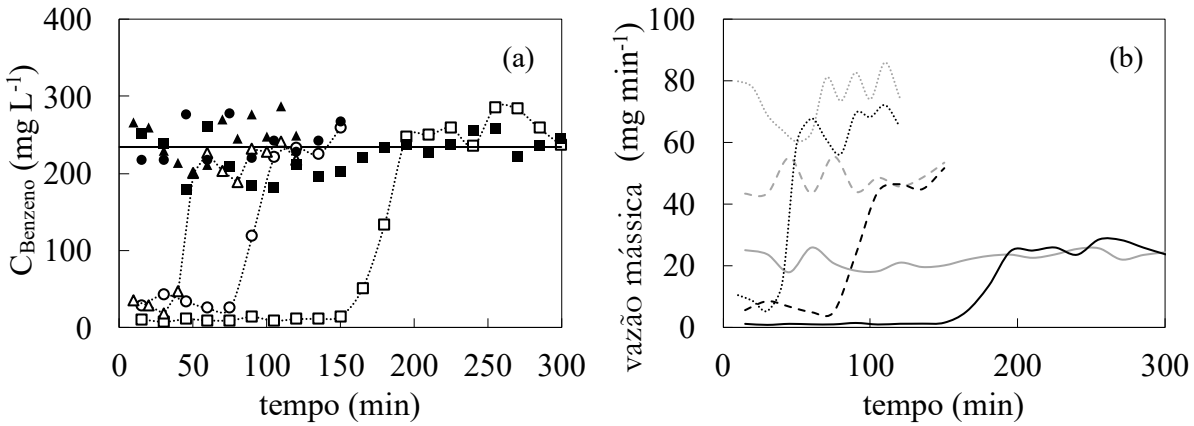 400
300
200
100
0
C_Benzeno (mg L⁻¹)
(a)
0 50 100 150 200 250 300
tempo (min)
100
80
60
40
20
0
vazão mássica (mg min⁻¹)
(b)
0 100 200 300
tempo (min)